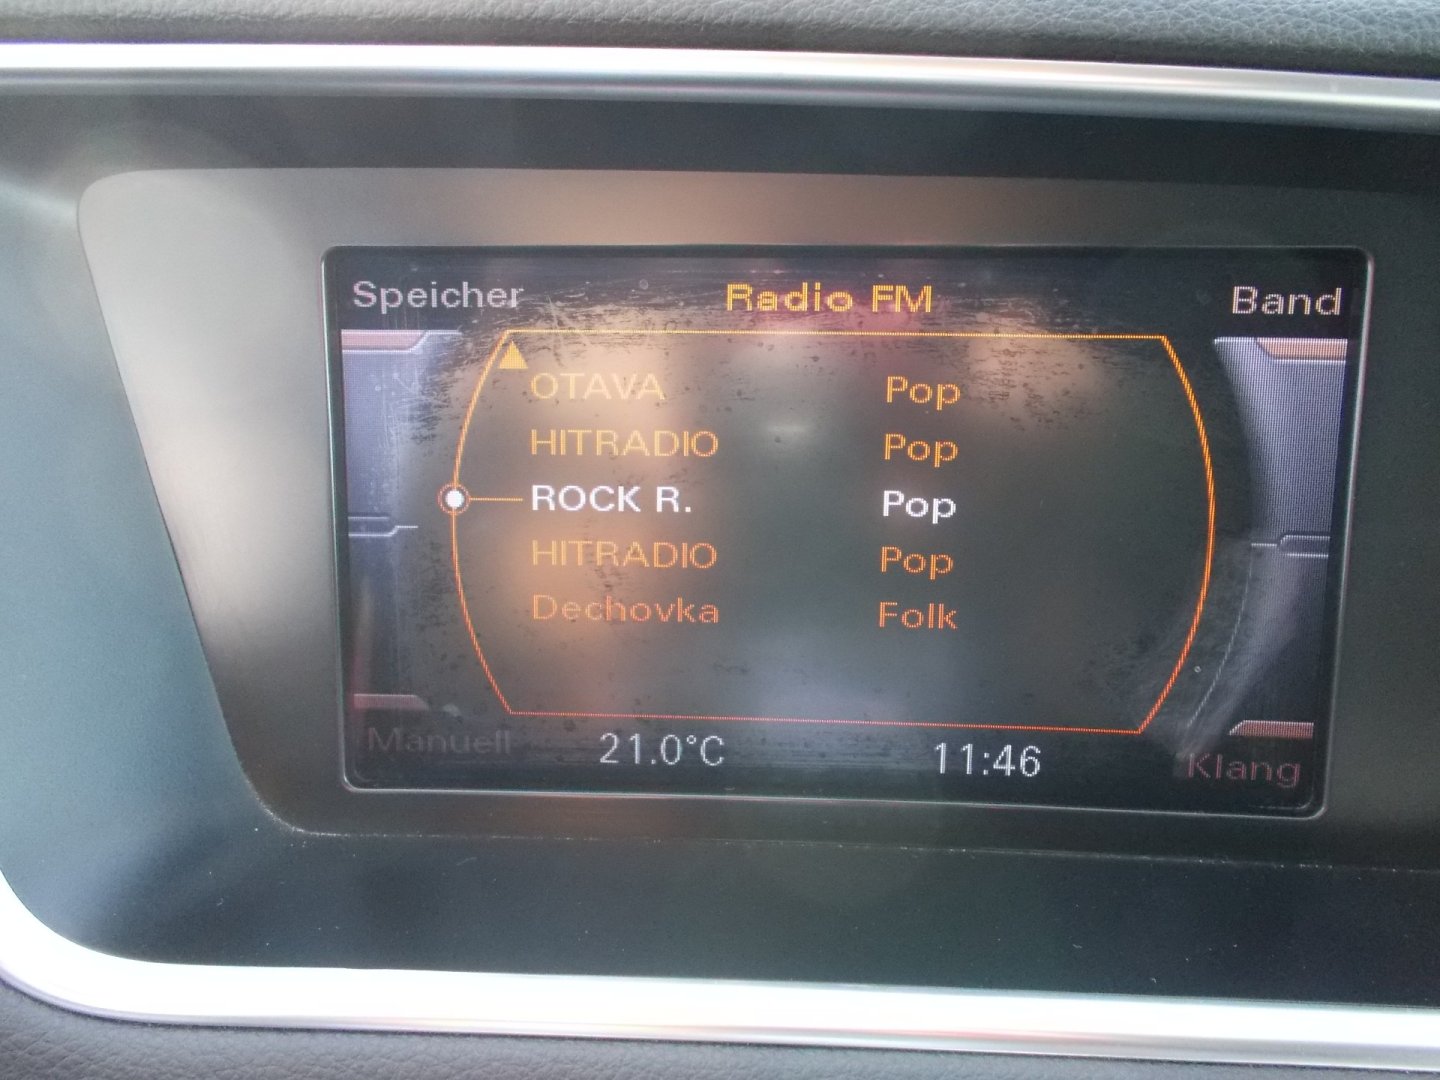 Speicher Radio FM Band
OTAVA Pop
HITRADIO Pop
ROCK R. Pop
HITRADIO Pop
Dechovka Folk
Manuell 21.0°C 11:46 Klang